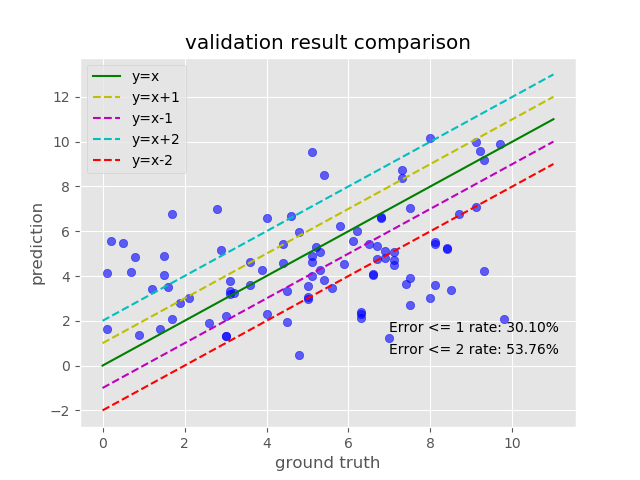 validation result comparison
y=x
y=x+1
y=x-1
y=x+2
y=x-2
12
10
8
6
4
2
0
−2
prediction
Error <= 1 rate: 30.10%
Error <= 2 rate: 53.76%
0 2 4 6 8 10
ground truth